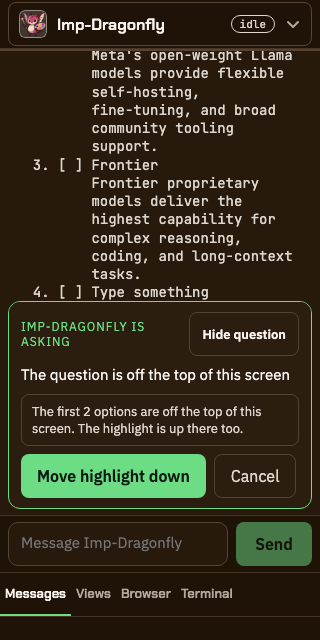 Imp-Dragonfly
idle
Meta's open-weight Llama
models provide flexible
self-hosting,
fine-tuning, and broad
community tooling
support.
3. [ ] Frontier
Frontier proprietary
models deliver the
highest capability for
complex reasoning,
coding, and long-context
tasks.
4. [ ] Type something
IMP-DRAGONFLY IS
ASKING
Hide question
The question is off the top of this screen
The first 2 options are off the top of this
screen. The highlight is up there too.
Move highlight down
Cancel
Message Imp-Dragonfly
Send
Messages Views Browser Terminal